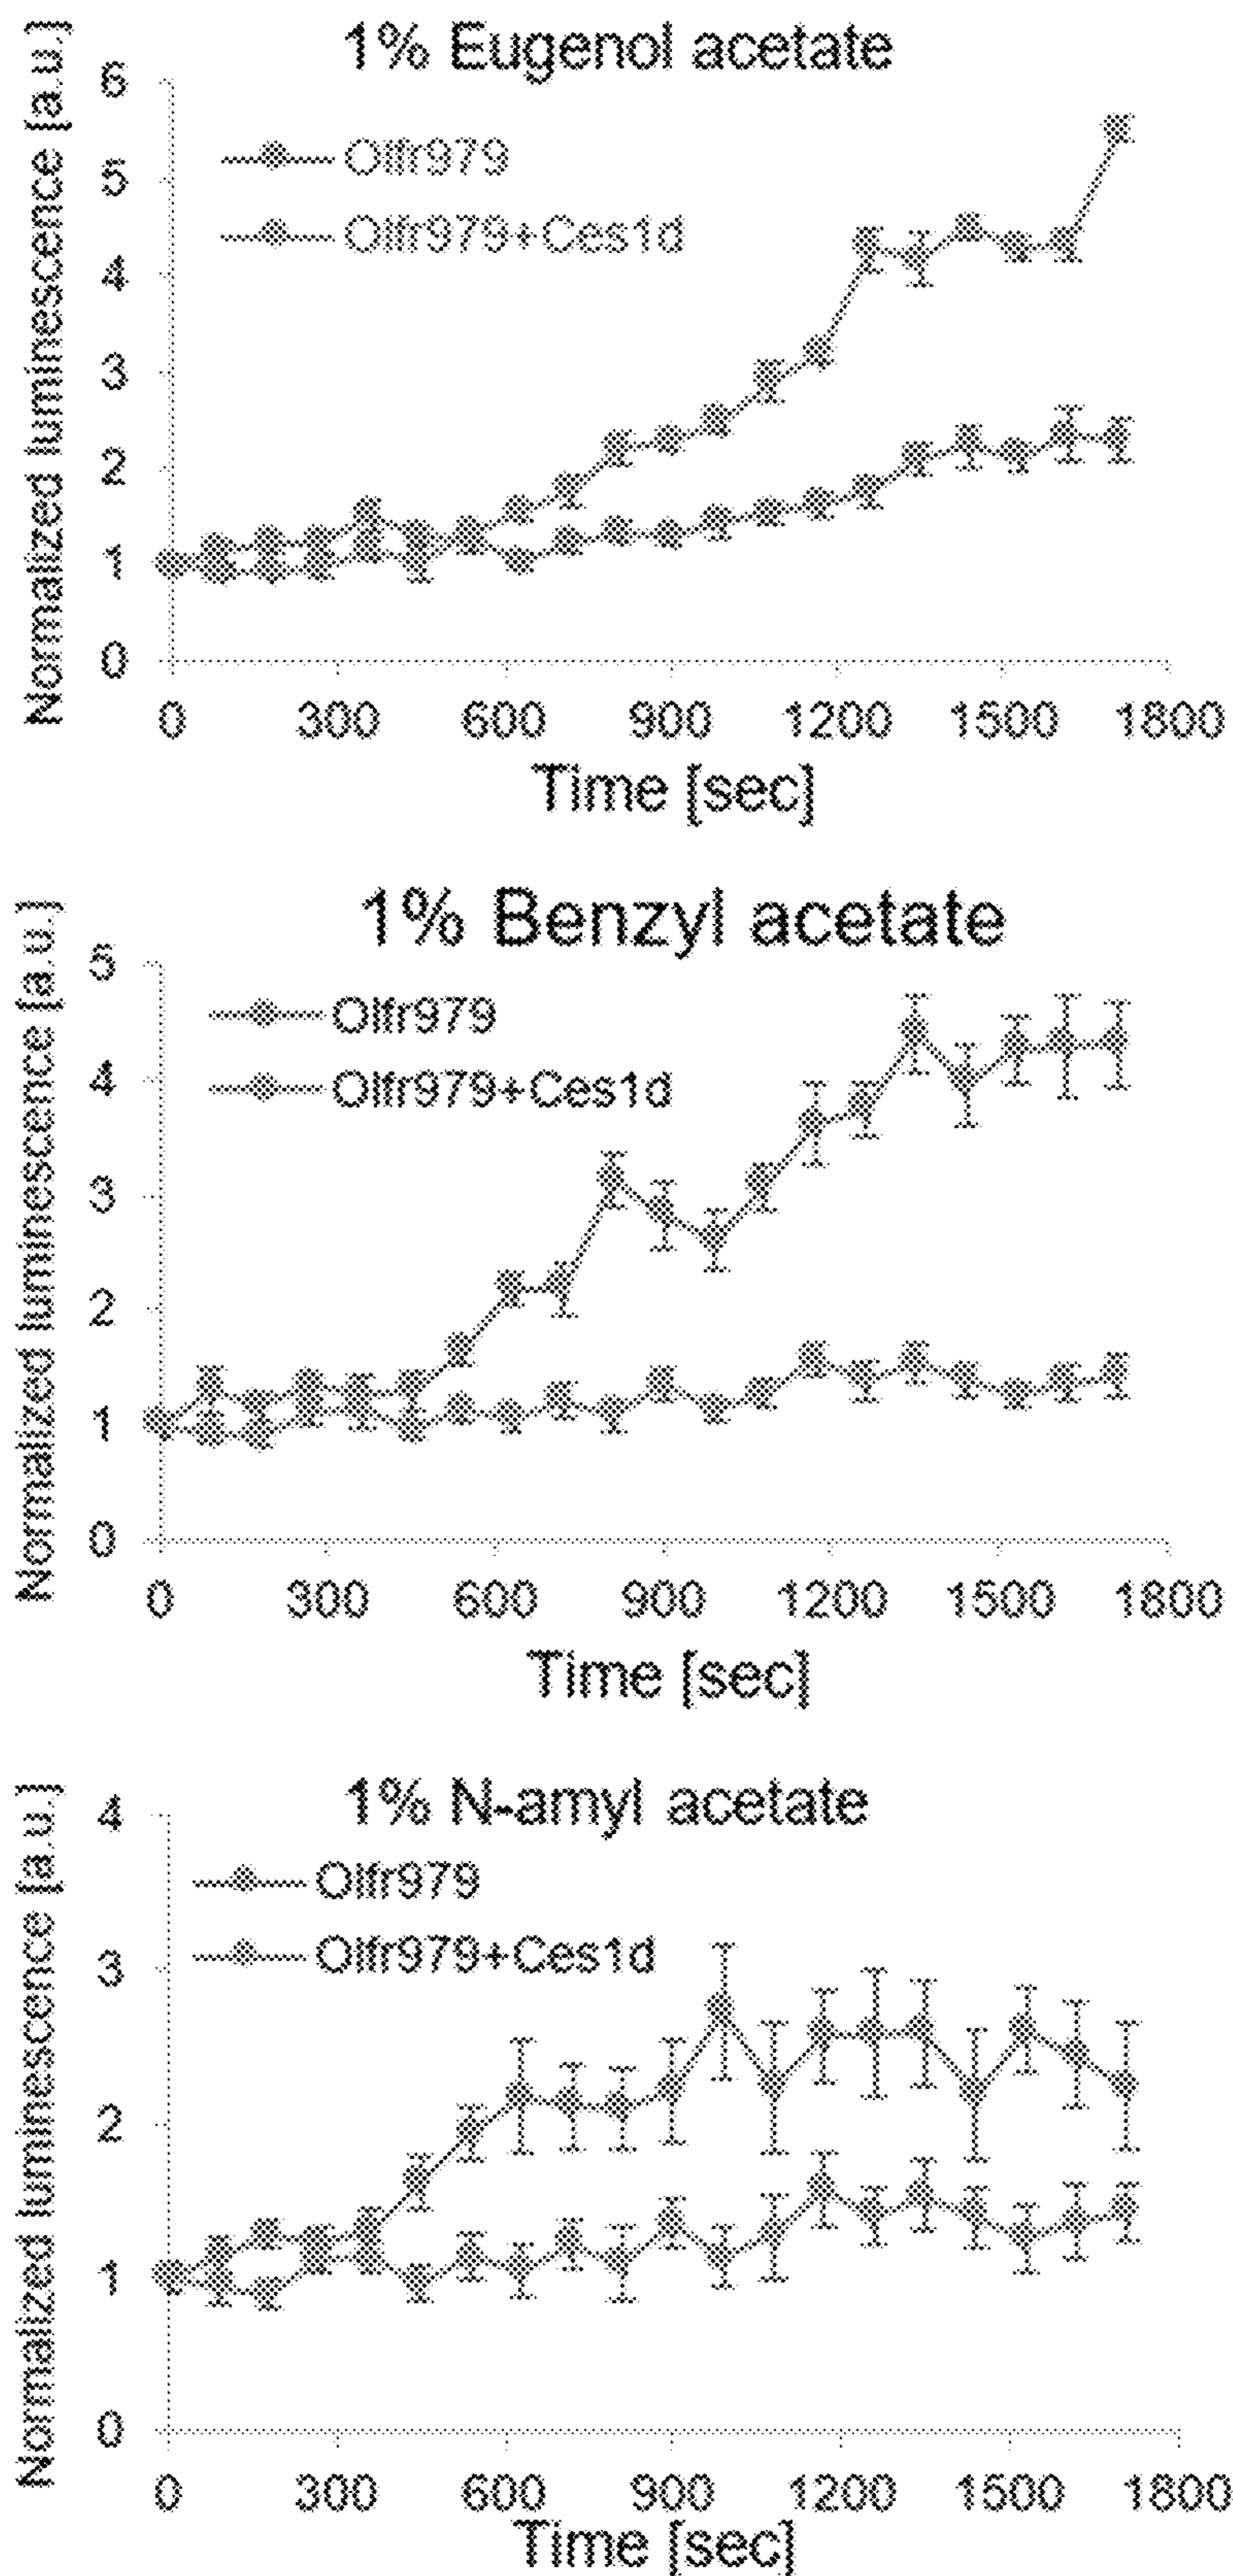 1% Eugenol acetate
Normalized luminescence [a.u.]
6
5
4
3
2
1
0
Olfr979
Olfr979+Ces1d
0 300 600 900 1200 1500 1800
Time [sec]
1% Benzyl acetate
Normalized luminescence [a.u.]
5
4
3
2
1
0
Olfr979
Olfr979+Ces1d
0 300 600 900 1200 1500 1800
Time [sec]
1% N-amyl acetate
Normalized luminescence [a.u.]
4
3
2
1
0
Olfr979
Olfr979+Ces1d
0 300 600 900 1200 1500 1800
Time [sec]